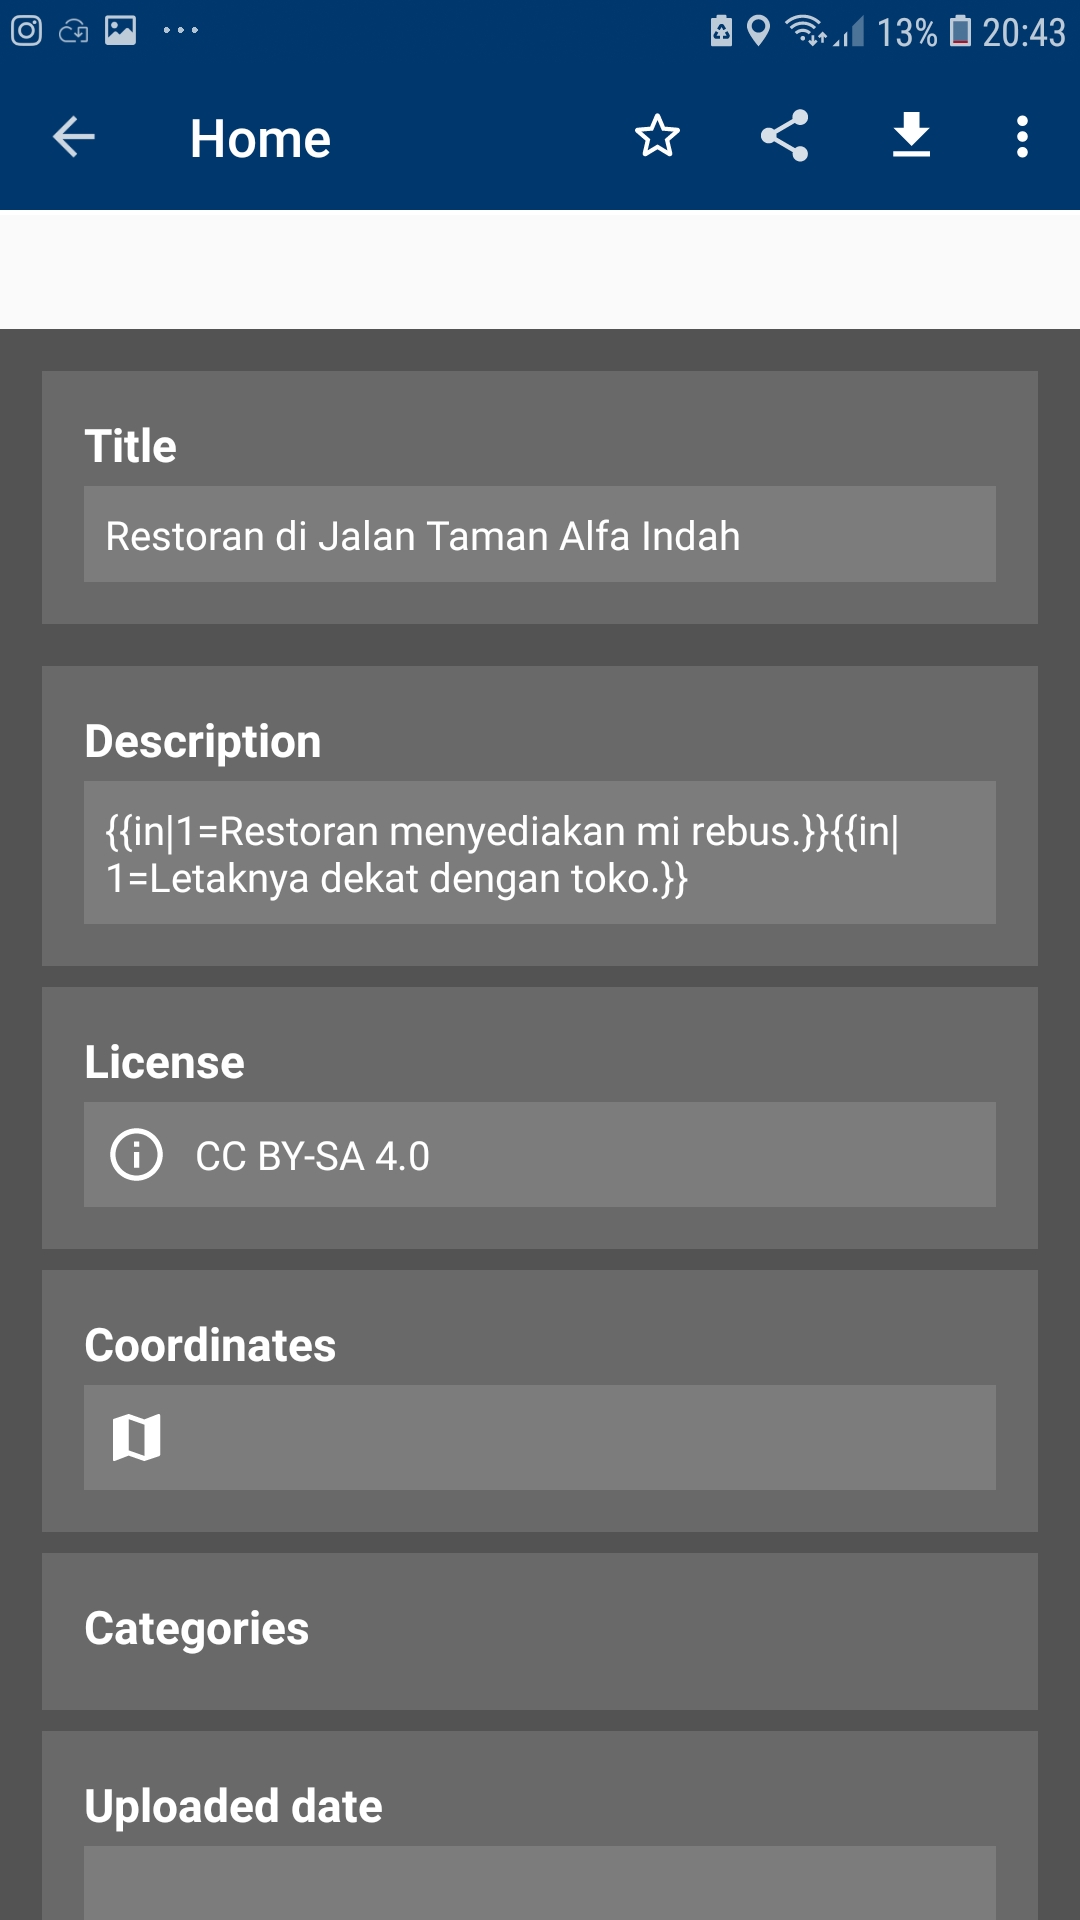 13% 20:43
Home
Title
Restoran di Jalan Taman Alfa Indah
Description
{{in|1=Restoran menyediakan mi rebus.}}{{in|
1=Letaknya dekat dengan toko.}}
License
CC BY-SA 4.0
Coordinates
Categories
Uploaded date